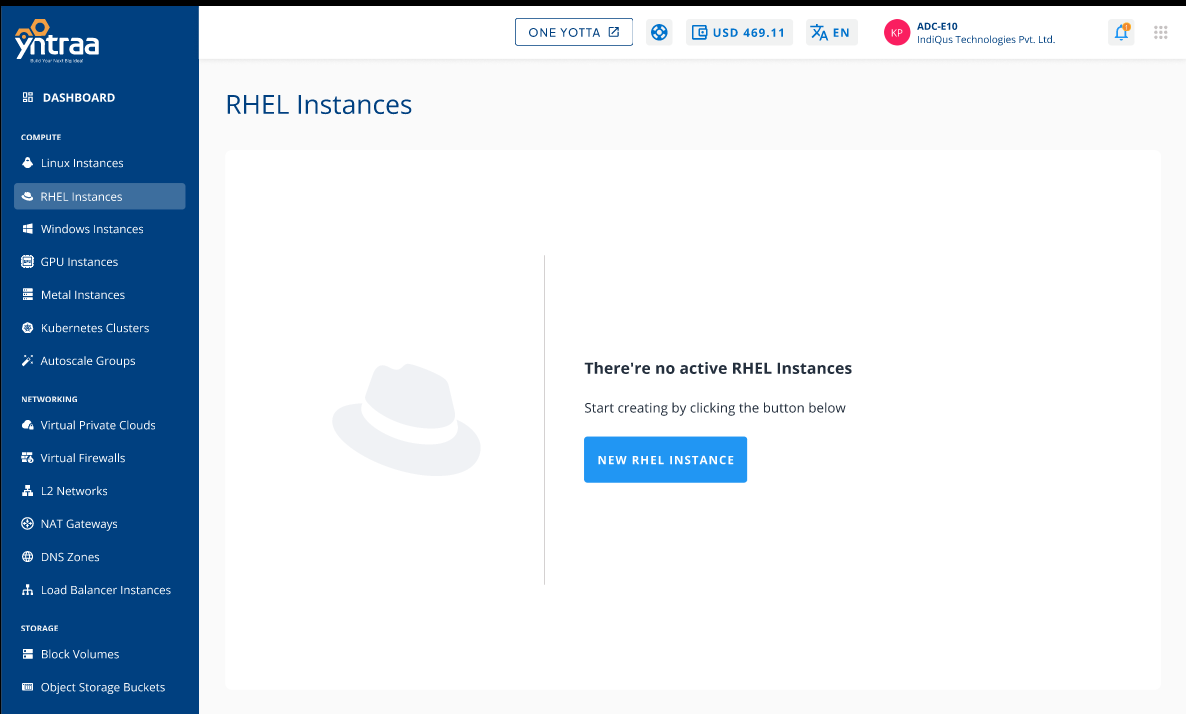 yntraa
Build Your Next Big Idea!
ONE YOTTA
USD 469.11
EN
KP
ADC-E10
IndiQus Technologies Pvt. Ltd.
DASHBOARD
COMPUTE
Linux Instances
RHEL Instances
Windows Instances
GPU Instances
Metal Instances
Kubernetes Clusters
Autoscale Groups
NETWORKING
Virtual Private Clouds
Virtual Firewalls
L2 Networks
NAT Gateways
DNS Zones
Load Balancer Instances
STORAGE
Block Volumes
Object Storage Buckets
RHEL Instances
There're no active RHEL Instances
Start creating by clicking the button below
NEW RHEL INSTANCE